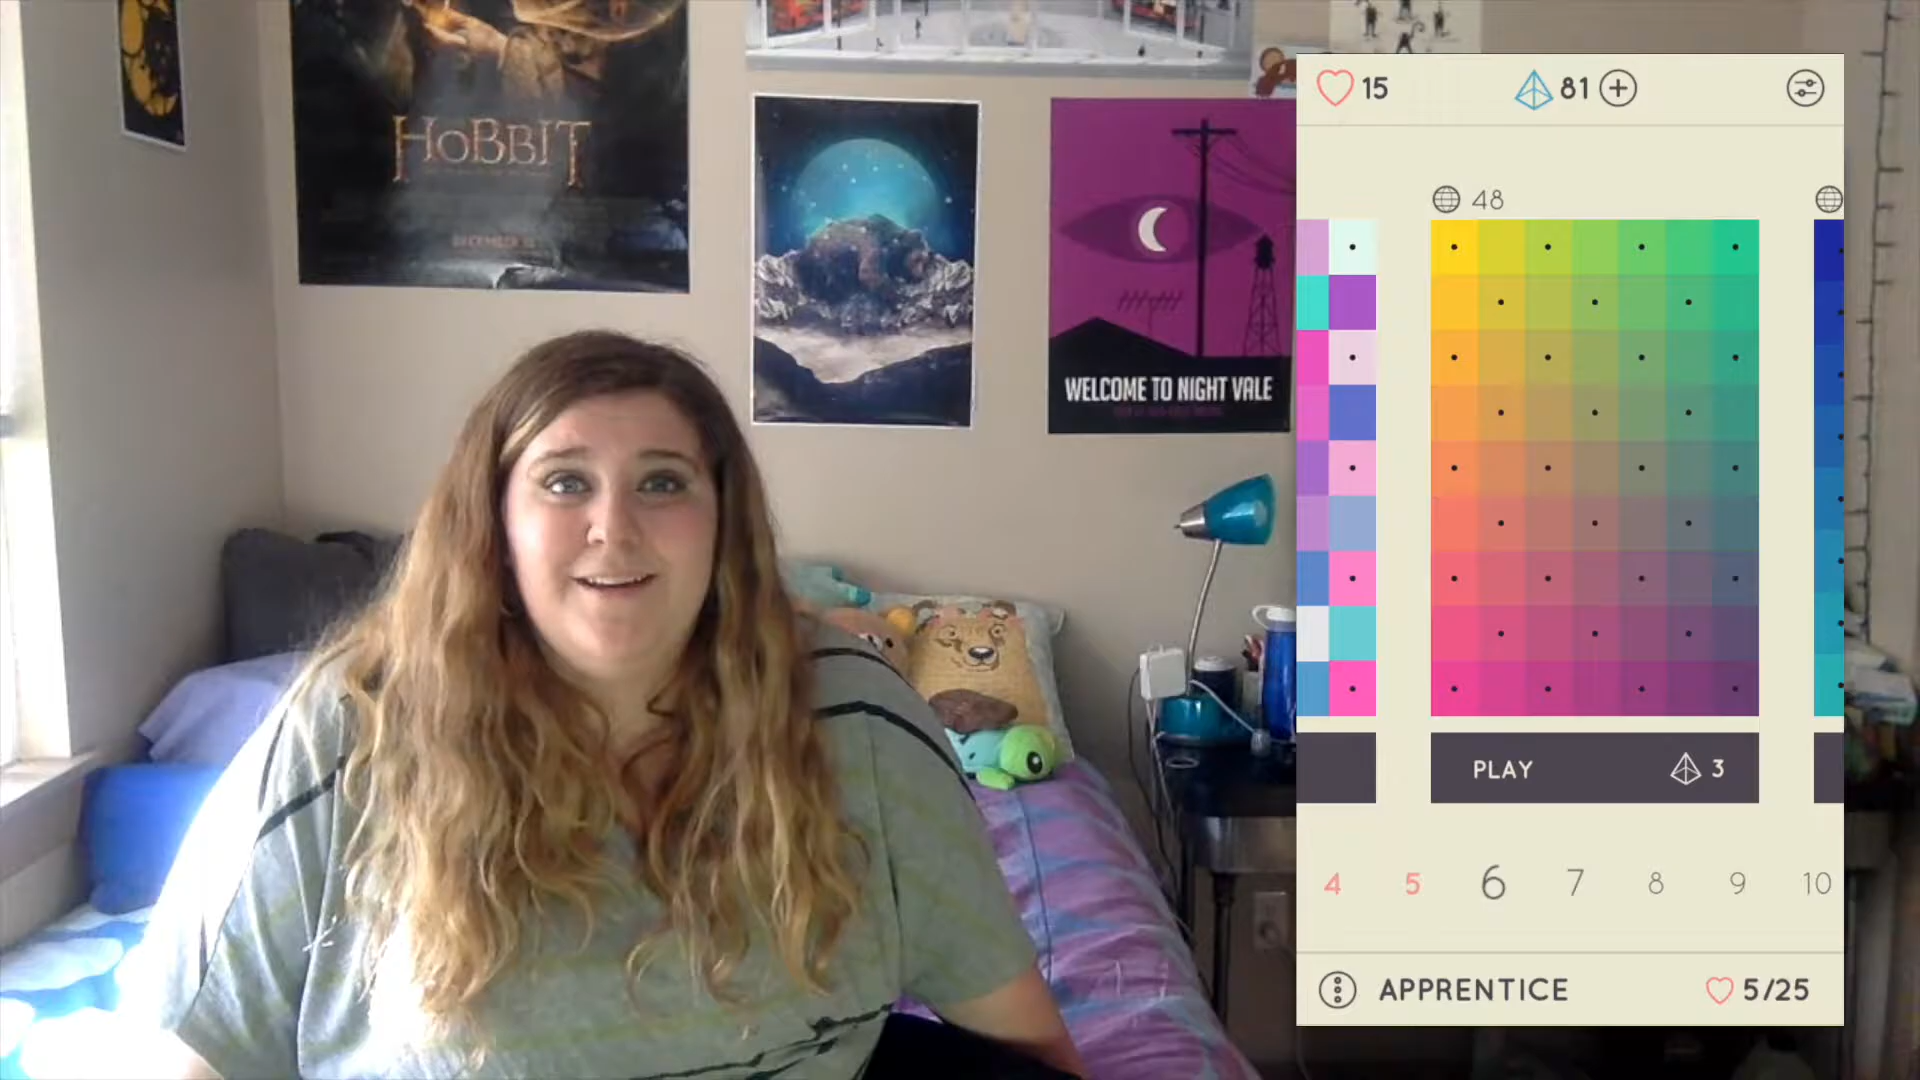 HOBBIT
DECEMBER
WELCOME TO NIGHT VALE
15
81
48
PLAY
3
4 5 6 7 8 9 10
APPRENTICE
5/25